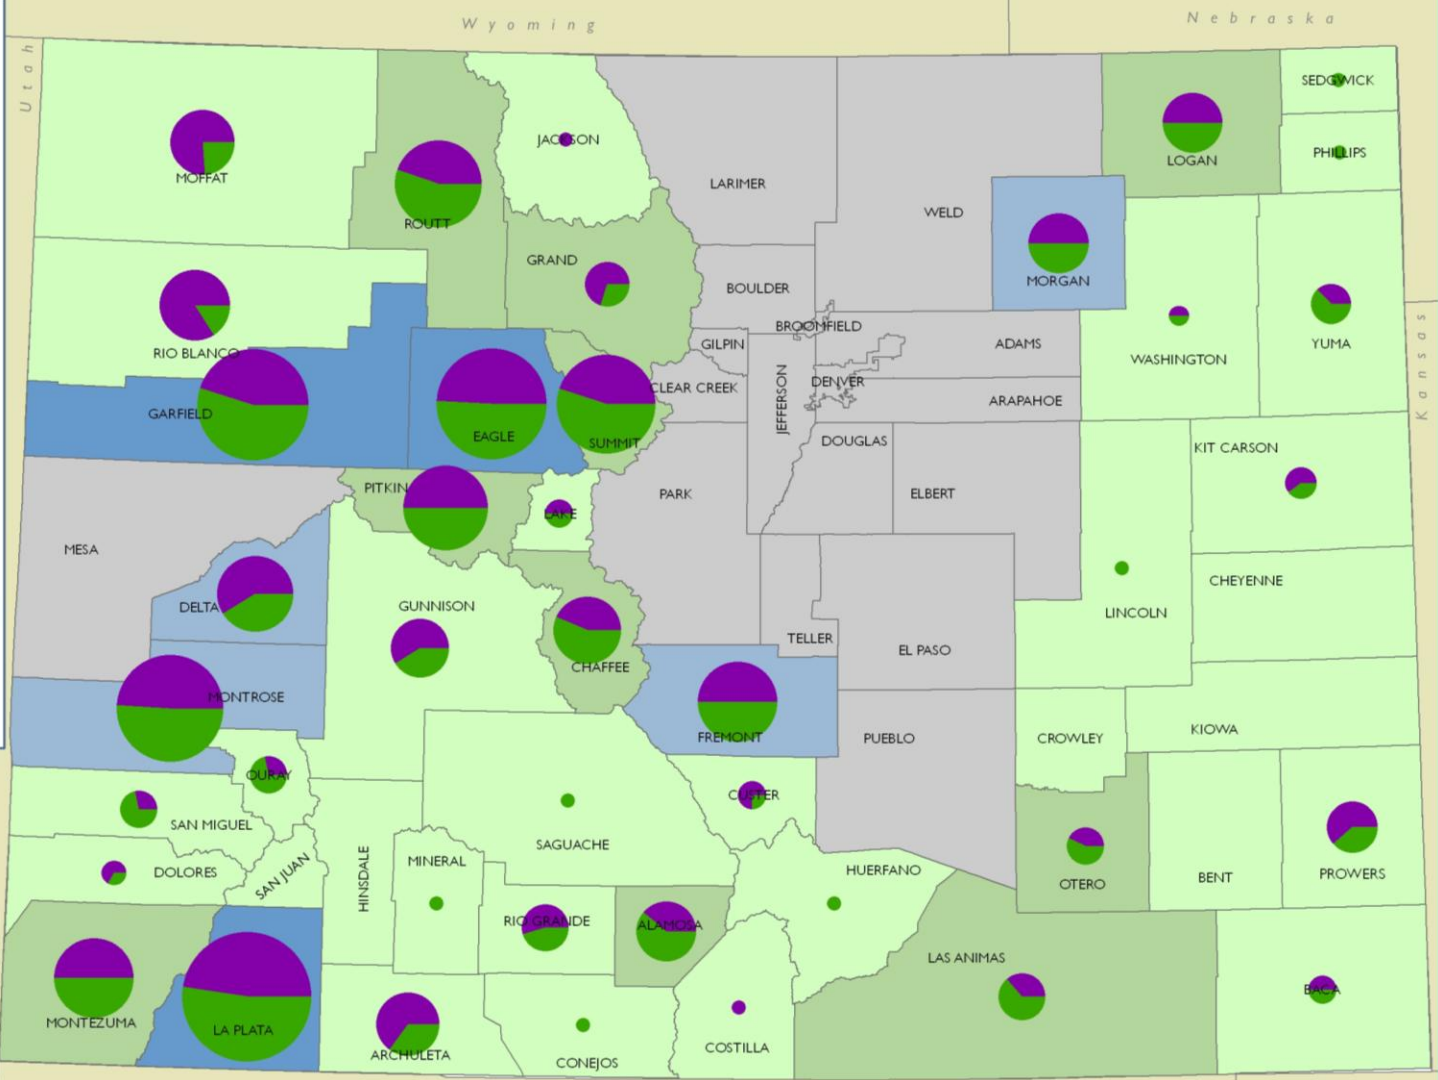 Wyoming
Nebraska
Utah
SEDGWICK
JACKSON
PHILLIPS
LOGAN
MOFFAT
LARIMER
WELD
ROUTT
GRAND
MORGAN
BOULDER
BROOMFIELD
GILPIN
ADAMS
YUMA
Kansas
RIO BLANCO
WASHINGTON
DENVER
CLEAR CREEK
JEFFERSON
ARAPAHOE
GARFIELD
EAGLE
SUMMIT
DOUGLAS
KIT CARSON
PITKIN
PARK
ELBERT
LAKE
MESA
CHEYENNE
DELTA
GUNNISON
LINCOLN
TELLER
EL PASO
CHAFFEE
MONTROSE
KIOWA
FREMONT
PUEBLO
CROWLEY
OURAY
CUSTER
SAN MIGUEL
SAGUACHE
MINERAL
DOLORES
SAN JUAN
HINSDALE
HUERFANO
PROWERS
OTERO
BENT
RIO GRANDE
ALAMOSA
LAS ANIMAS
BACA
MONTEZUMA
LA PLATA
COSTILLA
ARCHULETA
CONEJOS